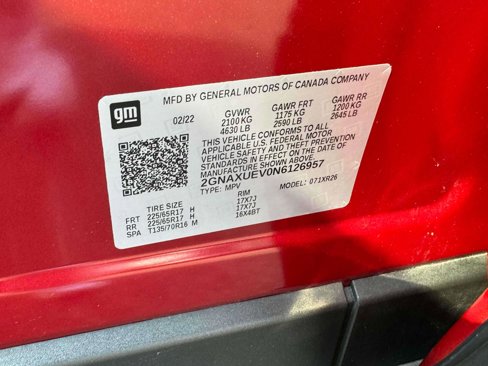 MFD BY GENERAL MOTORS OF CANADA COMPANY
gm
02/22 GVWR GAWR FRT GAWR RR
2100 KG 1175 KG 1200 KG
4630 LB 2590 LB 2645 LB
THIS VEHICLE CONFORMS TO ALL
APPLICABLE U.S. FEDERAL MOTOR
VEHICLE SAFETY AND THEFT PREVENTION
STANDARDS IN EFFECT ON THE DATE OF
MANUFACTURE SHOWN ABOVE.
2GNAXUEV0N6126957
TYPE: MPV MODEL: 071XR26
TIRE SIZE RIM
FRT 225/65R17 H 17X7J
RR 225/65R17 H 17X7J
SPA T135/70R16 M 16X4BT